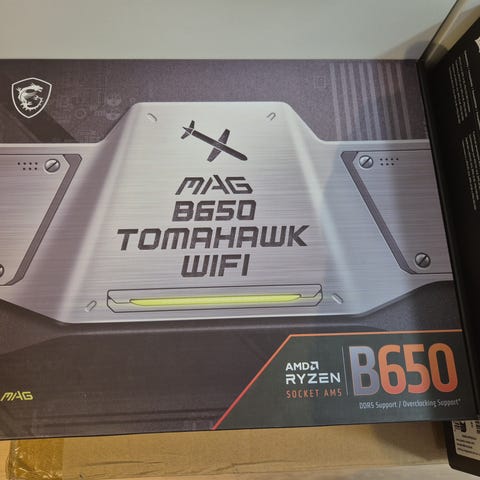 MAG
B650
TOMAHAWK
WIFI
MAG
AMD
RYZEN
SOCKET AM5
B650
DDR5 Support / Overclocking Support*